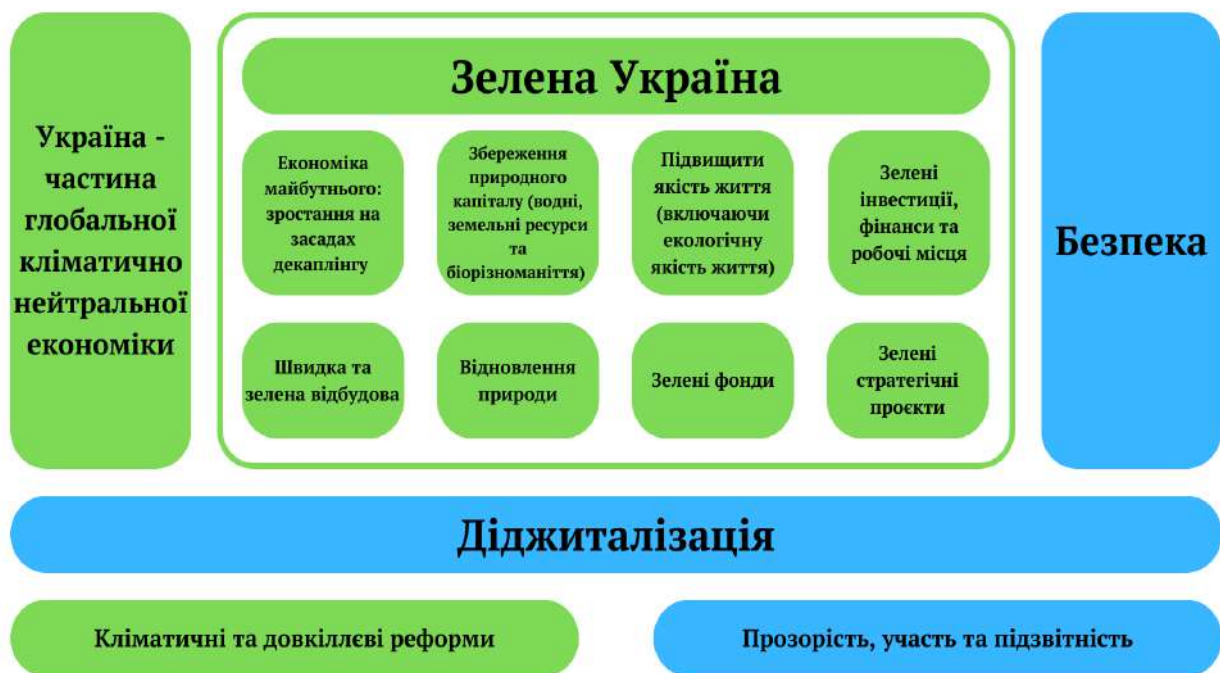 Україна -
частина
глобальної
кліматично
нейтральної
економіки
Зелена Україна
Економіка
майбутнього:
зростання на
засадах
декаплінгу
Збереження
природного
капіталу (водні,
земельні ресурси
та
біорізноманіття)
Підвищити
якість життя
(включаючи
екологічну
якість життя)
Зелені
інвестиції,
фінанси та
робочі місця
Швидка та
зелена відбудова
Відновлення
природи
Зелені фонди
Зелені
стратегічні
проєкти
Безпека
Діджиталізація
Кліматичні та довкіллєві реформи
Прозорість, участь та підзвітність